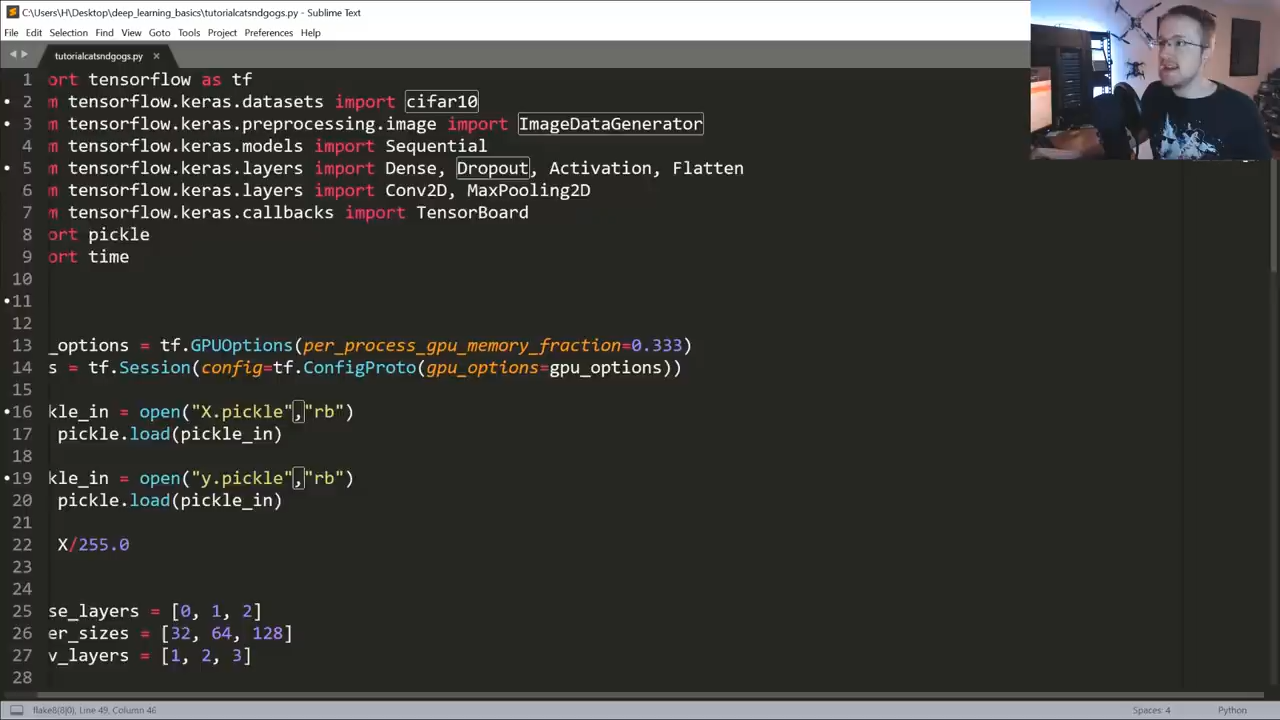 C:\Users\H\Desktop\deep_learning_basics\tutorialcatsndgogs.py - Sublime Text
File Edit Selection Find View Goto Tools Project Preferences Help
tutorialcatsndgogs.py ×
1 ort tensorflow as tf
2 m tensorflow.keras.datasets import cifar10
3 m tensorflow.keras.preprocessing.image import ImageDataGenerator
4 m tensorflow.keras.models import Sequential
5 m tensorflow.keras.layers import Dense, Dropout, Activation, Flatten
6 m tensorflow.keras.layers import Conv2D, MaxPooling2D
7 m tensorflow.keras.callbacks import TensorBoard
8 ort pickle
9 ort time
10
11
12
13 _options = tf.GPUOptions(per_process_gpu_memory_fraction=0.333)
14 s = tf.Session(config=tf.ConfigProto(gpu_options=gpu_options))
15
16 kle_in = open("X.pickle","rb")
17 pickle.load(pickle_in)
18
19 kle_in = open("y.pickle","rb")
20 pickle.load(pickle_in)
21
22 X/255.0
23
24
25 se_layers = [0, 1, 2]
26 er_sizes = [32, 64, 128]
27 v_layers = [1, 2, 3]
28
flake8(8|0), Line 49, Column 46
Spaces: 4
Python